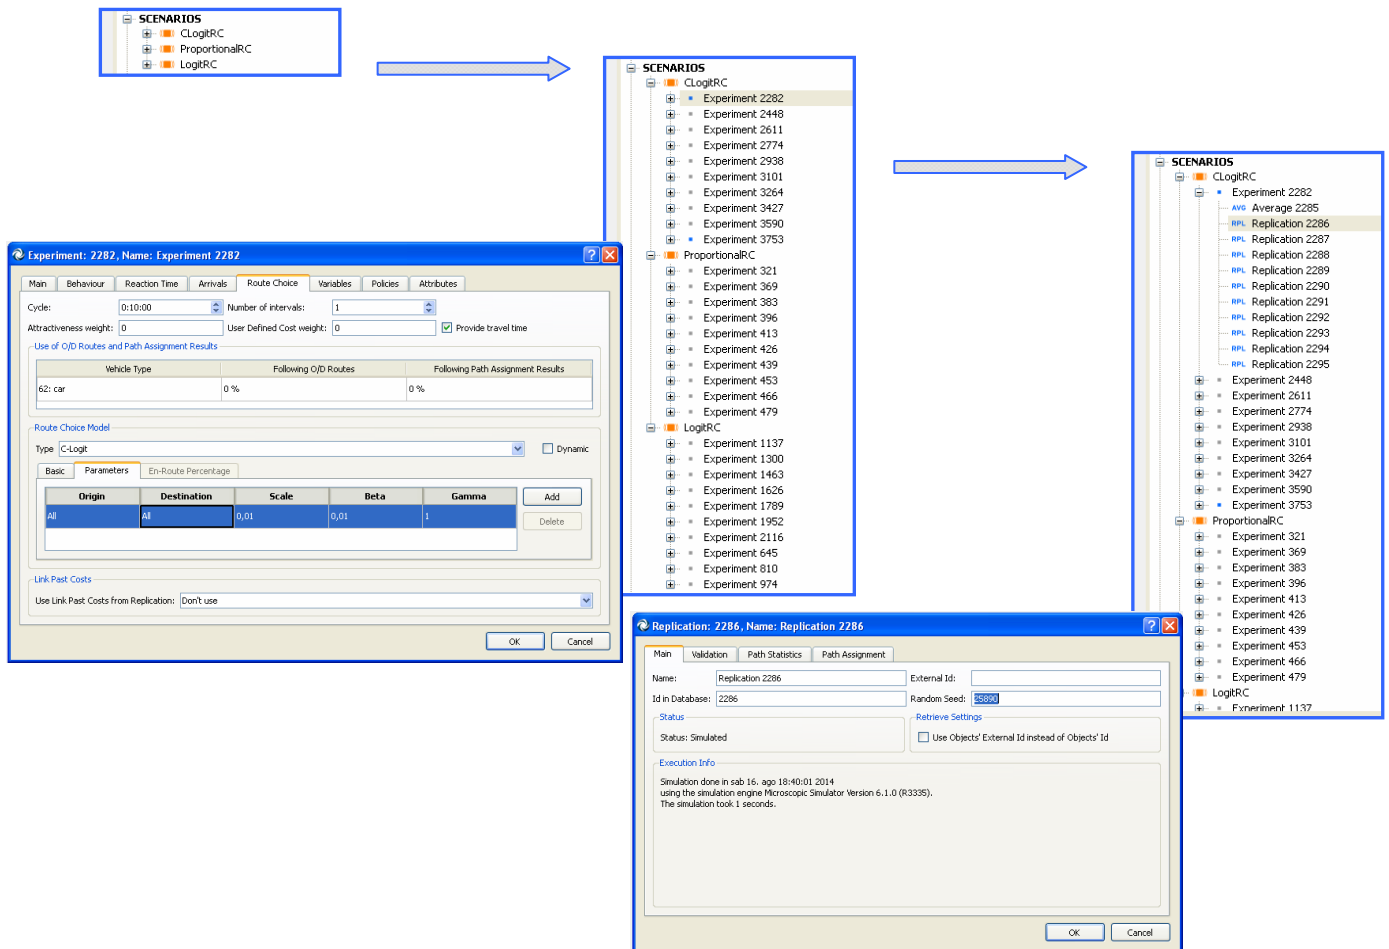 SCENARIOS
CLogitRC
ProportionalRC
LogitRC
SCENARIOS
CLogitRC
Experiment 2282
Experiment 2448
Experiment 2611
Experiment 2774
Experiment 2938
Experiment 3101
Experiment 3264
Experiment 3427
Experiment 3590
Experiment 3753
ProportionalRC
Experiment 321
Experiment 369
Experiment 383
Experiment 396
Experiment 413
Experiment 426
Experiment 439
Experiment 453
Experiment 466
Experiment 479
LogitRC
Experiment 1137
Experiment 1300
Experiment 1463
Experiment 1626
Experiment 1789
Experiment 1952
Experiment 2116
Experiment 645
Experiment 810
Experiment 974
SCENARIOS
CLogitRC
Experiment 2282
AVG Average 2285
RPL Replication 2286
RPL Replication 2287
RPL Replication 2288
RPL Replication 2289
RPL Replication 2290
RPL Replication 2291
RPL Replication 2292
RPL Replication 2293
RPL Replication 2294
RPL Replication 2295
Experiment 2448
Experiment 2611
Experiment 2774
Experiment 2938
Experiment 3101
Experiment 3264
Experiment 3427
Experiment 3590
Experiment 3753
ProportionalRC
Experiment 321
Experiment 369
Experiment 383
Experiment 396
Experiment 413
Experiment 426
Experiment 439
Experiment 453
Experiment 466
Experiment 479
LogitRC
Experiment 1137
Experiment: 2282, Name: Experiment 2282
Main Behaviour Reaction Time Arrivals Route Choice Variables Policies Attributes
Cycle: 0:10:00 Number of intervals: 1
Attractiveness weight: 0 User Defined Cost weight: 0 Provide travel time
Use of O/D Routes and Path Assignment Results
Vehicle Type Following O/D Routes Following Path Assignment Results
62: car 0 % 0 %
Route Choice Model
Type C-Logit Dynamic
Basic Parameters En-Route Percentage
Origin Destination Scale Beta Gamma Add
All All 0,01 0,01 1 Delete
Link Past Costs
Use Link Past Costs from Replication: Don't use
OK Cancel
Replication: 2286, Name: Replication 2286
Main Validation Path Statistics Path Assignment
Name: Replication 2286 External Id:
Id in Database: 2286 Random Seed: 25890
Status Retrieve Settings
Status: Simulated Use Objects' External Id instead of Objects' Id
Execution Info
Simulation done in sab 16. ago 18:40:01 2014
using the simulation engine Microscopic Simulator Version 6.1.0 (R3335).
The simulation took 1 seconds.
OK Cancel